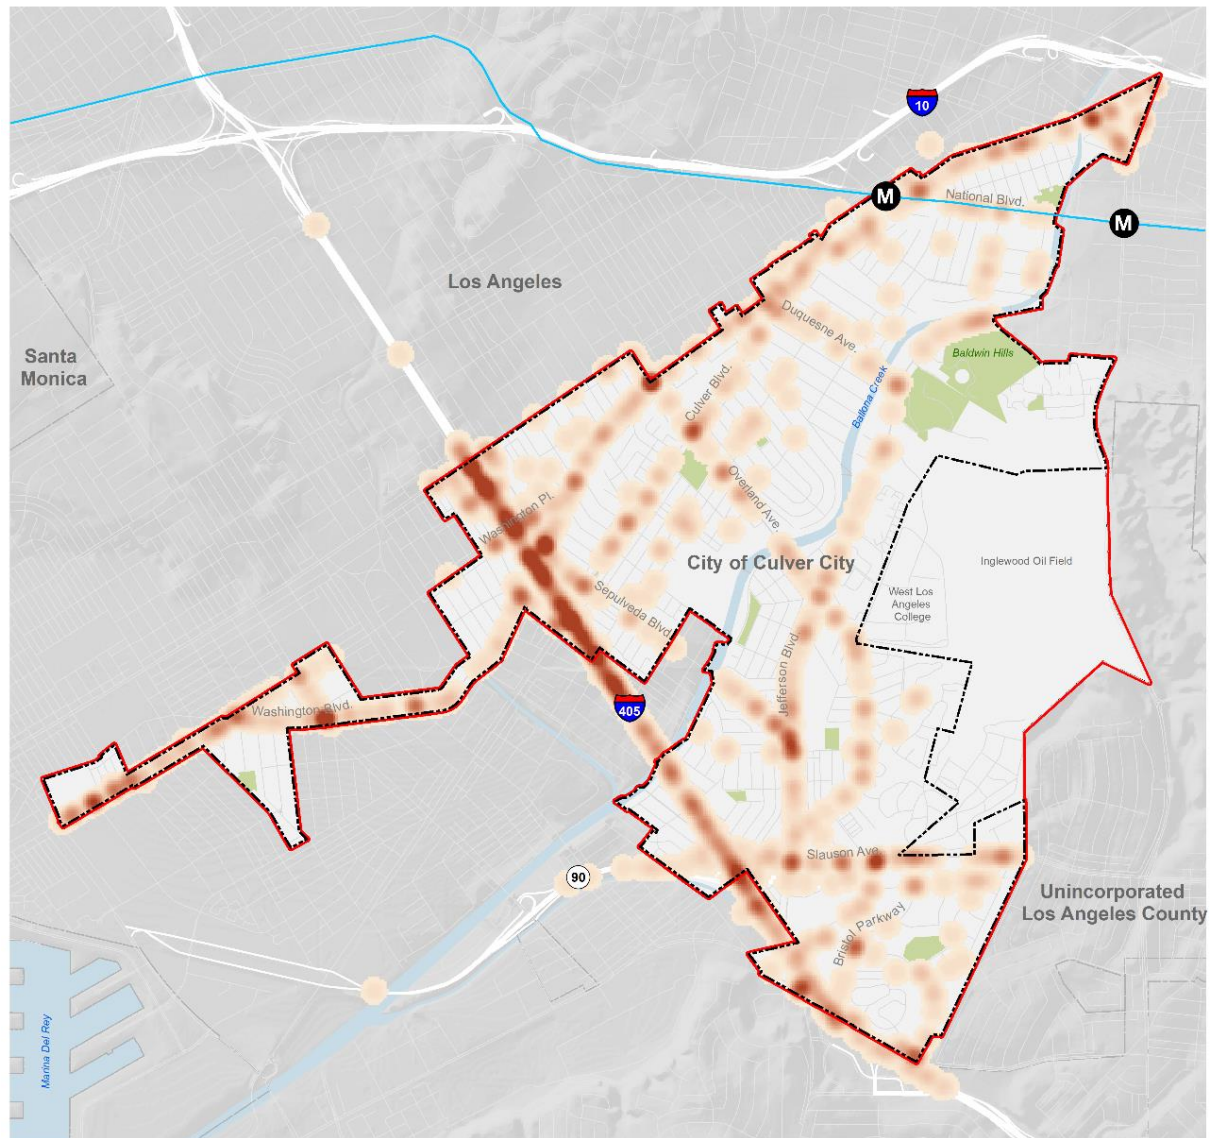 10
M
National Blvd.
M
Los Angeles
Duquesne Ave.
Santa
Monica
Baldwin Hills
Culver Blvd.
Ballona Creek
Overland Ave.
Washington Pl.
City of Culver City
Inglewood Oil Field
West Los
Angeles
College
Sepulveda Blvd.
Jefferson Blvd.
405
Washington Blvd.
Slauson Ave.
90
Unincorporated
Los Angeles County
Bristol Parkway
Marina Del Rey